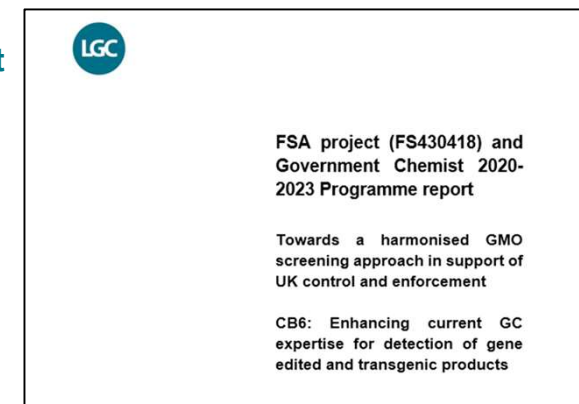 LGC
t
FSA project (FS430418) and
Government Chemist 2020-
2023 Programme report
Towards a harmonised GMO
screening approach in support of
UK control and enforcement
CB6: Enhancing current GC
expertise for detection of gene
edited and transgenic products